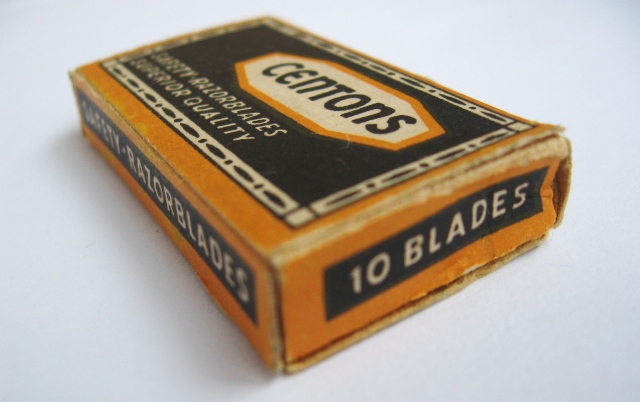 CENTONS
SAFETY-RAZORBLADES
SUPERIOR QUALITY
SAFETY-RAZORBLADES
10 BLADES